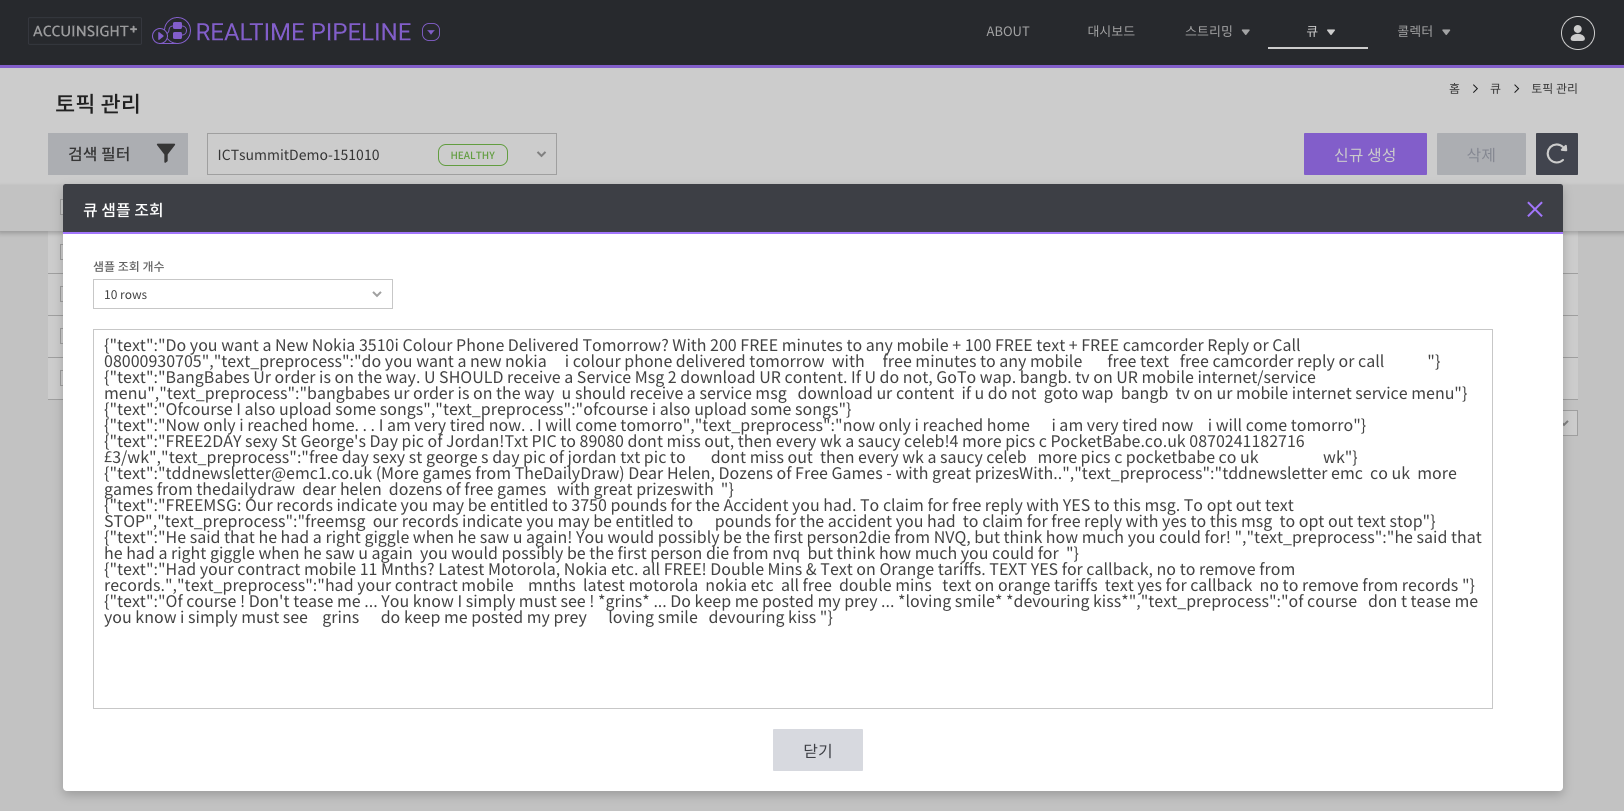 ACCUINSIGHT+ REALTIME PIPELINE ABOUT 대시보드 스트리밍 큐 콜렉터
토픽 관리
홈 > 큐 > 토픽 관리
검색 필터 ICTsummitDemo-151010 HEALTHY 신규 생성 삭제
큐 샘플 조회
샘플 조회 개수
10 rows
{"text":"Do you want a New Nokia 3510i Colour Phone Delivered Tomorrow? With 200 FREE minutes to any mobile + 100 FREE text + FREE camcorder Reply or Call
08000930705","text_preprocess":"do you want a new nokia i colour phone delivered tomorrow with free minutes to any mobile free text free camcorder reply or call "}
{"text":"BangBabes Ur order is on the way. U SHOULD receive a Service Msg 2 download UR content. If U do not, GoTo wap. bangb. tv on UR mobile internet/service
menu","text_preprocess":"bangbabes ur order is on the way u should receive a service msg download ur content if u do not goto wap bangb tv on ur mobile internet service menu"}
{"text":"Ofcourse I also upload some songs","text_preprocess":"ofcourse i also upload some songs"}
{"text":"Now only i reached home. . . I am very tired now. . I will come tomorro","text_preprocess":"now only i reached home i am very tired now i will come tomorro"}
{"text":"FREE2DAY sexy St George's Day pic of Jordan!Txt PIC to 89080 dont miss out, then every wk a saucy celeb!4 more pics c PocketBabe.co.uk 0870241182716
£3/wk","text_preprocess":"free day sexy st george s day pic of jordan txt pic to dont miss out then every wk a saucy celeb more pics c pocketbabe co uk wk"}
{"text":"tddnewsletter@emc1.co.uk (More games from TheDailyDraw) Dear Helen, Dozens of Free Games - with great prizesWith..","text_preprocess":"tddnewsletter emc co uk more
games from thedailydraw dear helen dozens of free games with great prizeswith "}
{"text":"FREEMSG: Our records indicate you may be entitled to 3750 pounds for the Accident you had. To claim for free reply with YES to this msg. To opt out text
STOP","text_preprocess":"freemsg our records indicate you may be entitled to pounds for the accident you had to claim for free reply with yes to this msg to opt out text stop"}
{"text":"He said that he had a right giggle when he saw u again! You would possibly be the first person2die from NVQ, but think how much you could for! ","text_preprocess":"he said that
he had a right giggle when he saw u again you would possibly be the first person die from nvq but think how much you could for "}
{"text":"Had your contract mobile 11 Mnths? Latest Motorola, Nokia etc. all FREE! Double Mins & Text on Orange tariffs. TEXT YES for callback, no to remove from
records.","text_preprocess":"had your contract mobile mnths latest motorola nokia etc all free double mins text on orange tariffs text yes for callback no to remove from records "}
{"text":"Of course ! Don't tease me ... You know I simply must see ! *grins* ... Do keep me posted my prey ... *loving smile* *devouring kiss*","text_preprocess":"of course don t tease me
you know i simply must see grins do keep me posted my prey loving smile devouring kiss "}
닫기